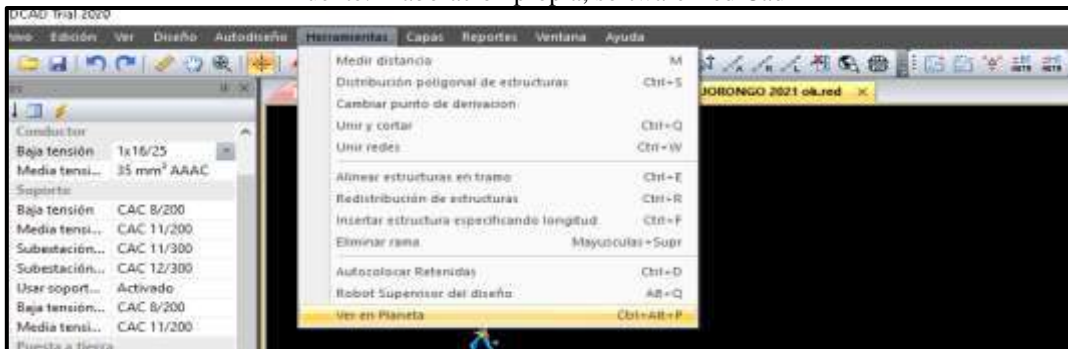 DCAD Trial 2020
Edición Ver Diseño Autodiseño Herramientas Capas Reportes Ventana Ayuda
JORONGO 2021 ok.red
Conductor
Baja tensión 1x16/25
Media tensi... 35 mm² AAAC
Soporte
Baja tensión CAC 8/200
Media tensi... CAC 11/200
Subestación... CAC 11/300
Subestación... CAC 12/300
Usar soport... Activado
Baja tensión... CAC 8/200
Media tensi... CAC 11/200
Puesta a tierra
Medir distancia M
Distribución poligonal de estructuras Ctrl+S
Cambiar punto de derivacion
Unir y cortar Ctrl+Q
Unir redes Ctrl+W
Alinear estructuras en tramo Ctrl+E
Redistribución de estructuras Ctrl+R
Insertar estructura especificando longitud Ctrl+F
Eliminar rama Mayusculas+Supr
Autocolocar Retenidas Ctrl+D
Robot Supervisor del diseño Alt+Q
Ver en Planeta Ctrl+Alt+P